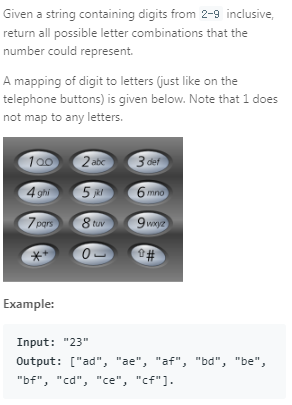 Given a string containing digits from 2-9 inclusive,
return all possible letter combinations that the
number could represent.
A mapping of digit to letters (just like on the
telephone buttons) is given below. Note that 1 does
not map to any letters.
1 2 abc 3 def
4 ghi 5 jkl 6 mno
7 pqrs 8 tuv 9 wxyz
* + 0 #
Example:
Input: "23"
Output: ["ad", "ae", "af", "bd", "be",
"bf", "cd", "ce", "cf"].